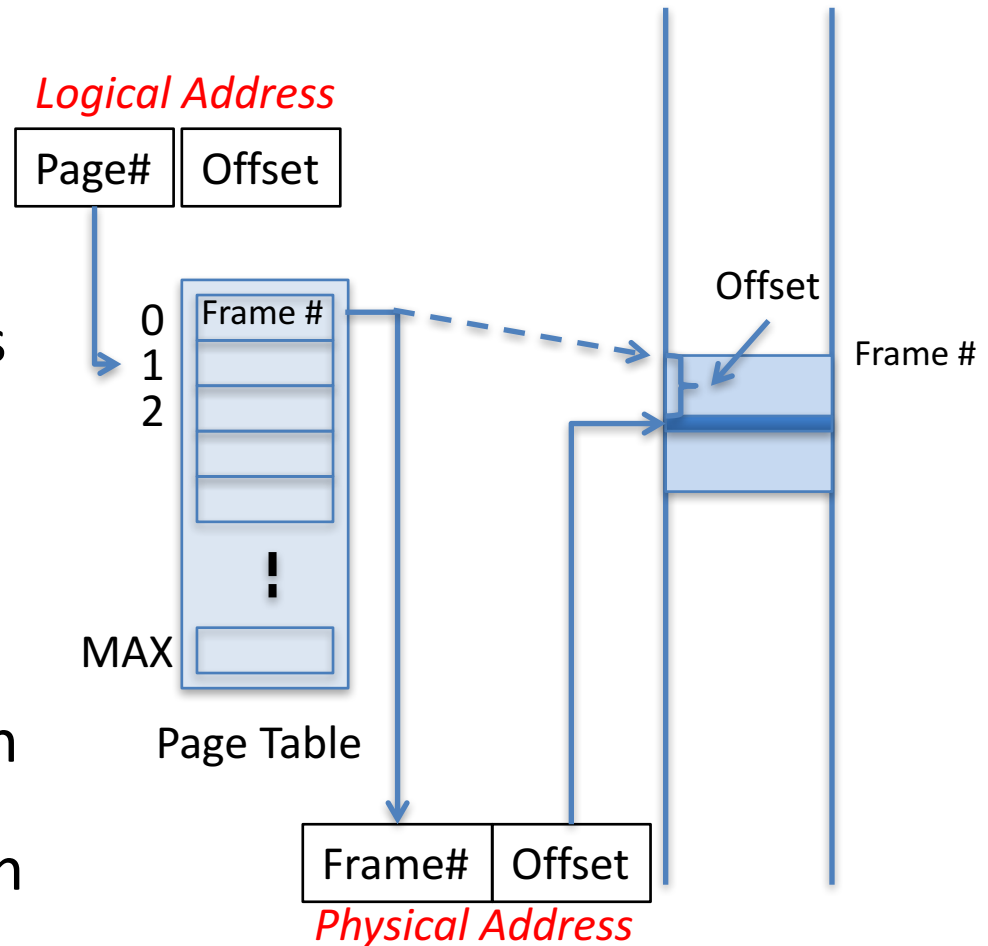 Logical Address
Page# Offset
Offset
0 Frame #
s
1
Frame #
2
MAX
n
Page Table
n
Frame# Offset
Physical Address